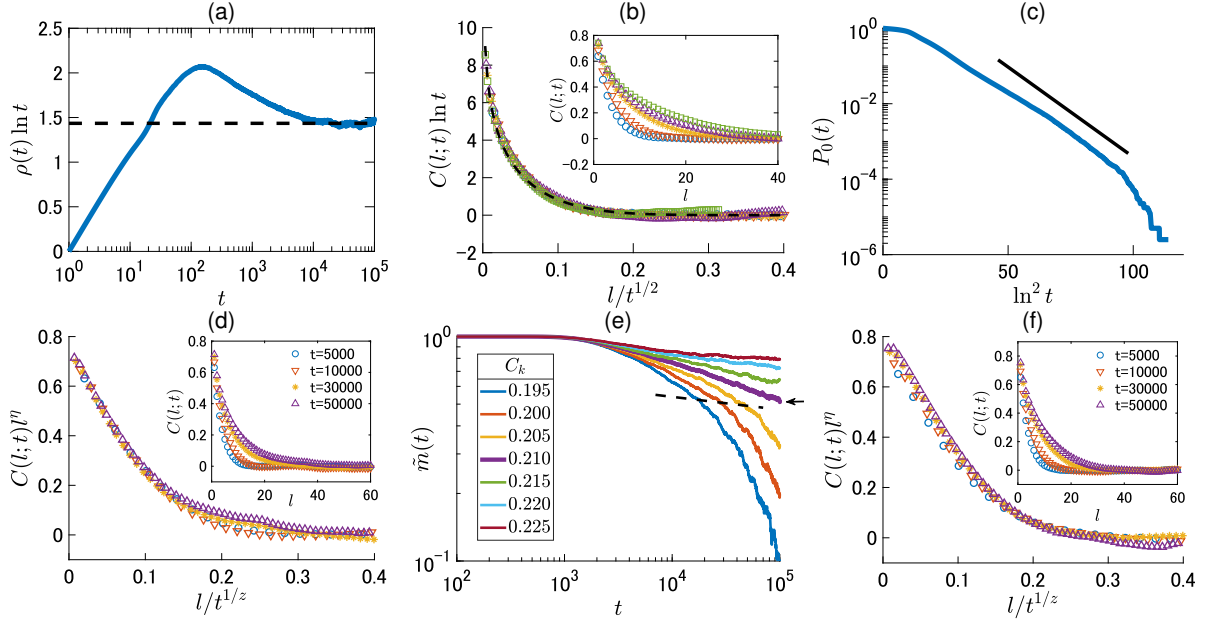 (a)
2.5
2
1.5
1
0.5
0
10^0 10^1 10^2 10^3 10^4 10^5
t
ρ(t) ln t
(b)
10
8
6
4
2
0
-2
0 0.1 0.2 0.3 0.4
l/t^{1/2}
C(l;t) ln t
0.8
0.6
0.4
0.2
0
-0.2
0 20 40
l
C(l;t)
(c)
10^0
10^{-2}
10^{-4}
10^{-6}
0 50 100
ln^2 t
P_0(t)
(d)
0.8
0.6
0.4
0.2
0
0 0.1 0.2 0.3 0.4
l/t^{1/z}
C(l;t)l^η
t=5000
t=10000
t=30000
t=50000
0.8
0.6
0.4
0.2
0
0 20 40 60
l
C(l;t)
(e)
10^0
10^{-1}
10^2 10^3 10^4 10^5
t
m̃(t)
C_k
0.195
0.200
0.205
0.210
0.215
0.220
0.225
(f)
0.8
0.6
0.4
0.2
0
0 0.1 0.2 0.3 0.4
l/t^{1/z}
C(l;t)l^η
t=5000
t=10000
t=30000
t=50000
0.8
0.6
0.4
0.2
0
0 20 40 60
l
C(l;t)